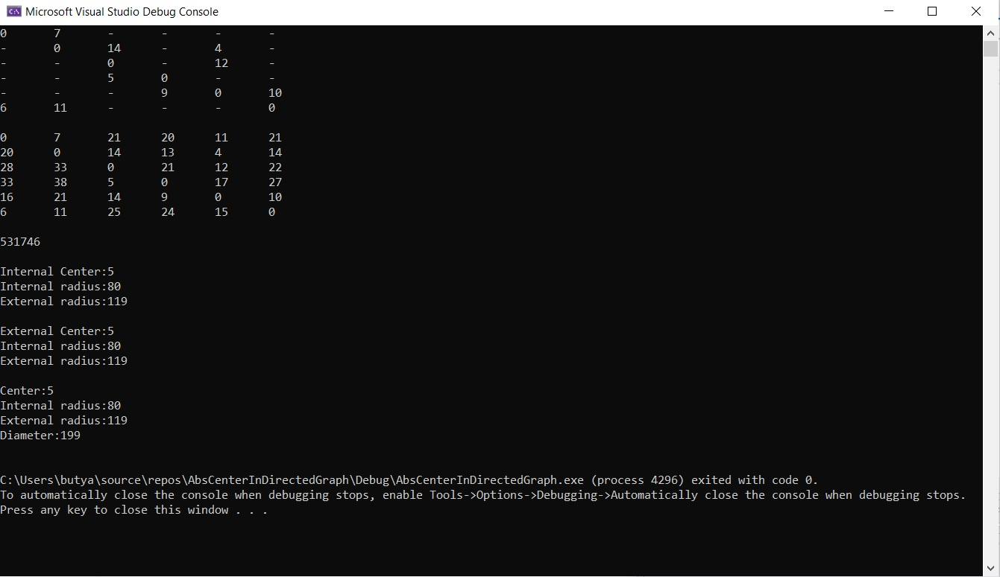 Microsoft Visual Studio Debug Console
0 7 - - - -
- 0 14 - 4 -
- - 0 - 12 -
- - 5 0 - -
- - - 9 0 10
6 11 - - - 0
0 7 21 20 11 21
20 0 14 13 4 14
28 33 0 21 12 22
33 38 5 0 17 27
16 21 14 9 0 10
6 11 25 24 15 0
531746
Internal Center:5
Internal radius:80
External radius:119
External Center:5
Internal radius:80
External radius:119
Center:5
Internal radius:80
External radius:119
Diameter:199
C:\Users\butya\source\repos\AbsCenterInDirectedGraph\Debug\AbsCenterInDirectedGraph.exe (process 4296) exited with code 0.
To automatically close the console when debugging stops, enable Tools->Options->Debugging->Automatically close the console when debugging stops.
Press any key to close this window . . .